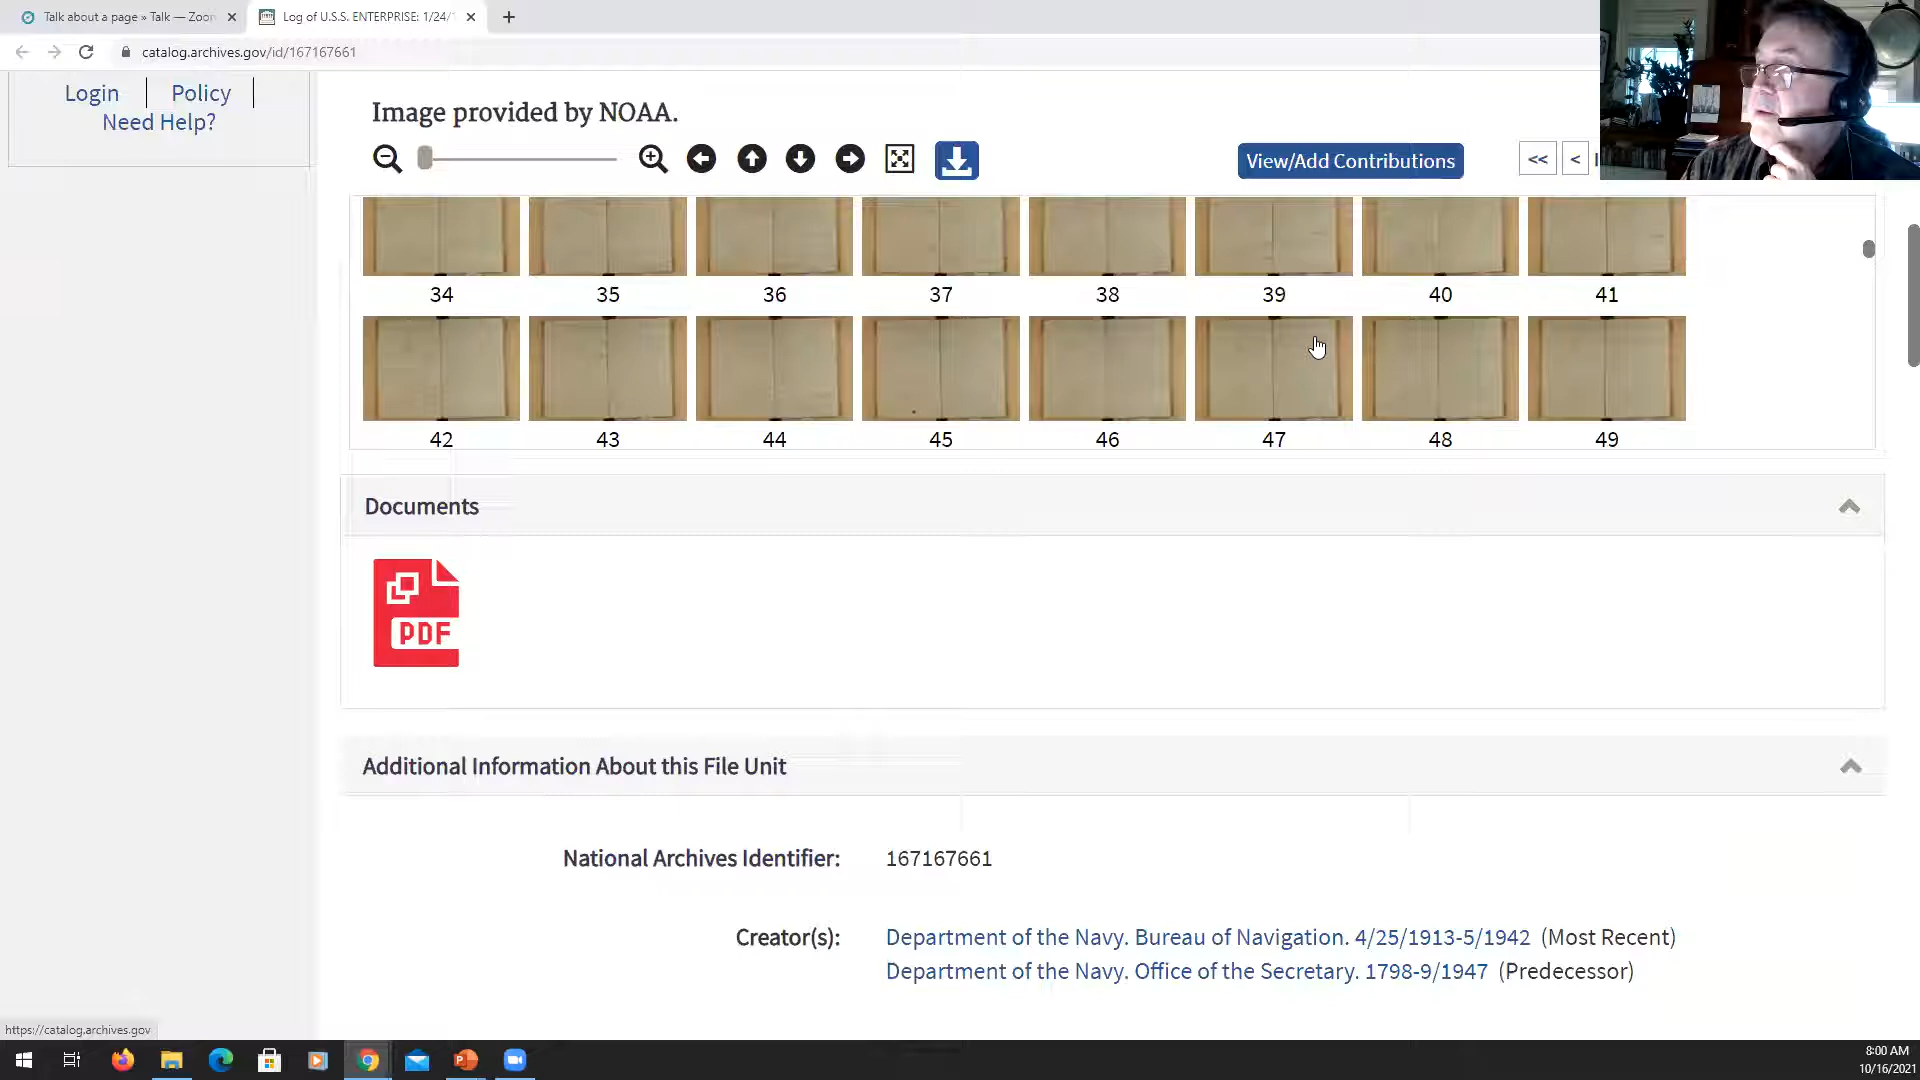 Talk about a page » Talk — Zoon
Log of U.S.S. ENTERPRISE: 1/24/1
catalog.archives.gov/id/167167661
Login
Policy
Need Help?
Image provided by NOAA.
View/Add Contributions
<<
<
34 35 36 37 38 39 40 41
42 43 44 45 46 47 48 49
Documents
PDF
Additional Information About this File Unit
National Archives Identifier: 167167661
Creator(s): Department of the Navy. Bureau of Navigation. 4/25/1913-5/1942 (Most Recent)
Department of the Navy. Office of the Secretary. 1798-9/1947 (Predecessor)
https://catalog.archives.gov
8:00 AM
10/16/2021